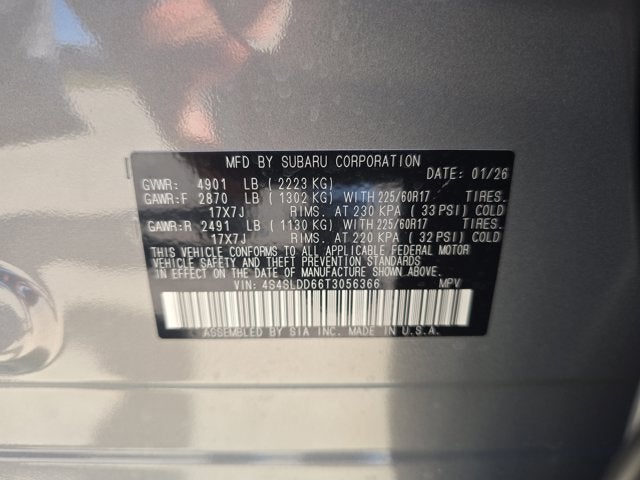 MFD BY SUBARU CORPORATION
DATE: 01/26
GVWR: 4901 LB ( 2223 KG)
GAWR:F 2870 LB ( 1302 KG) WITH 225/60R17 TIRES.
17X7J RIMS. AT 230 KPA ( 33 PSI) COLD
GAWR:R 2491 LB ( 1130 KG) WITH 225/60R17 TIRES.
17X7J RIMS. AT 220 KPA ( 32 PSI) COLD
THIS VEHICLE CONFORMS TO ALL APPLICABLE FEDERAL MOTOR
VEHICLE SAFETY AND THEFT PREVENTION STANDARDS
IN EFFECT ON THE DATE OF MANUFACTURE SHOWN ABOVE.
VIN: 4S4SLDD66T3056366 MPV
ASSEMBLED BY SIA INC. MADE IN U.S.A.